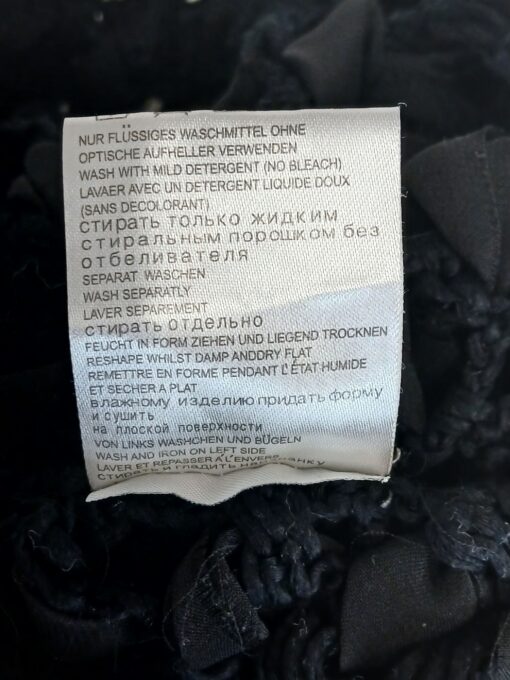 NUR FLÜSSIGES WASCHMITTEL OHNE
OPTISCHE AUFHELLER VERWENDEN
WASH WITH MILD DETERGENT (NO BLEACH)
LAVAER AVEC UN DETERGENT LIQUIDE DOUX
(SANS DECOLORANT)
стирать только жидким
стиральным порошком без
отбеливателя
SEPARAT WASCHEN
WASH SEPARATLY
LAVER SEPAREMENT
стирать отдельно
FEUCHT IN FORM ZIEHEN UND LIEGEND TROCKNEN
RESHAPE WHILST DAMP ANDDRY FLAT
REMETTRE EN FORME PENDANT L'ÉTAT HUMIDE
ET SECHER A PLAT
влажному изделию придать форму
и сушить
на плоской поверхности
VON LINKS WASHCHEN UND BÜGELN
WASH AND IRON ON LEFT SIDE
LAVER ET REPASSER A L'ENVERS
стирать и гладить